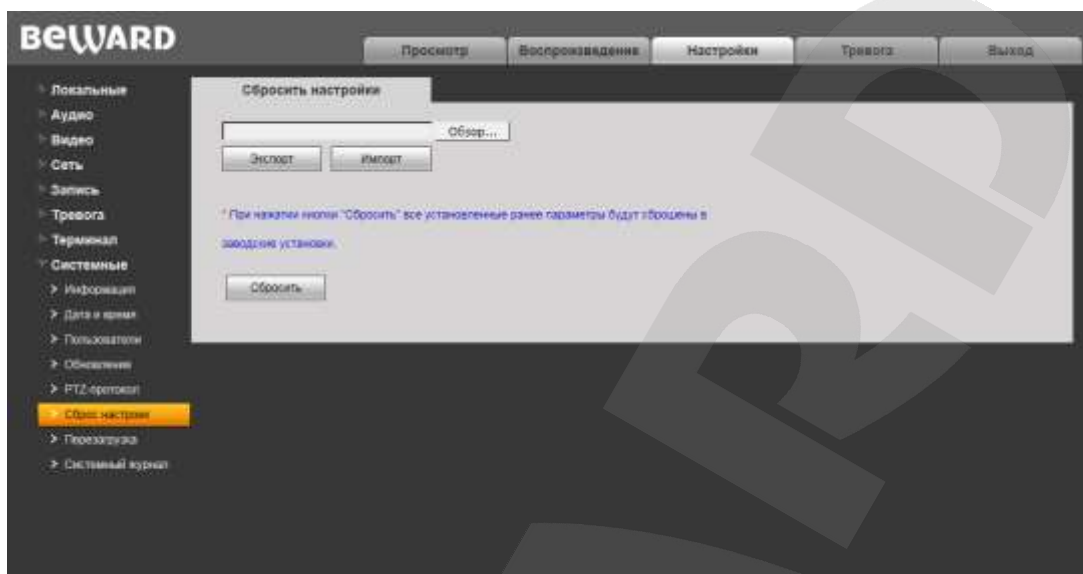 BEWARD
Просмотр
Воспроизведение
Настройки
Тревога
Выход
Локальные
Аудио
Видео
Сеть
Запись
Тревога
Терминал
Системные
Информация
Дата и время
Пользователи
Обновление
PTZ-протокол
Сброс настроек
Перезагрузка
Системный журнал
Сбросить настройки
Обзор...
Экспорт
Импорт
* При нажатии кнопки "Сбросить" все установленные ранее параметры будут сброшены в
заводские установки.
Сбросить